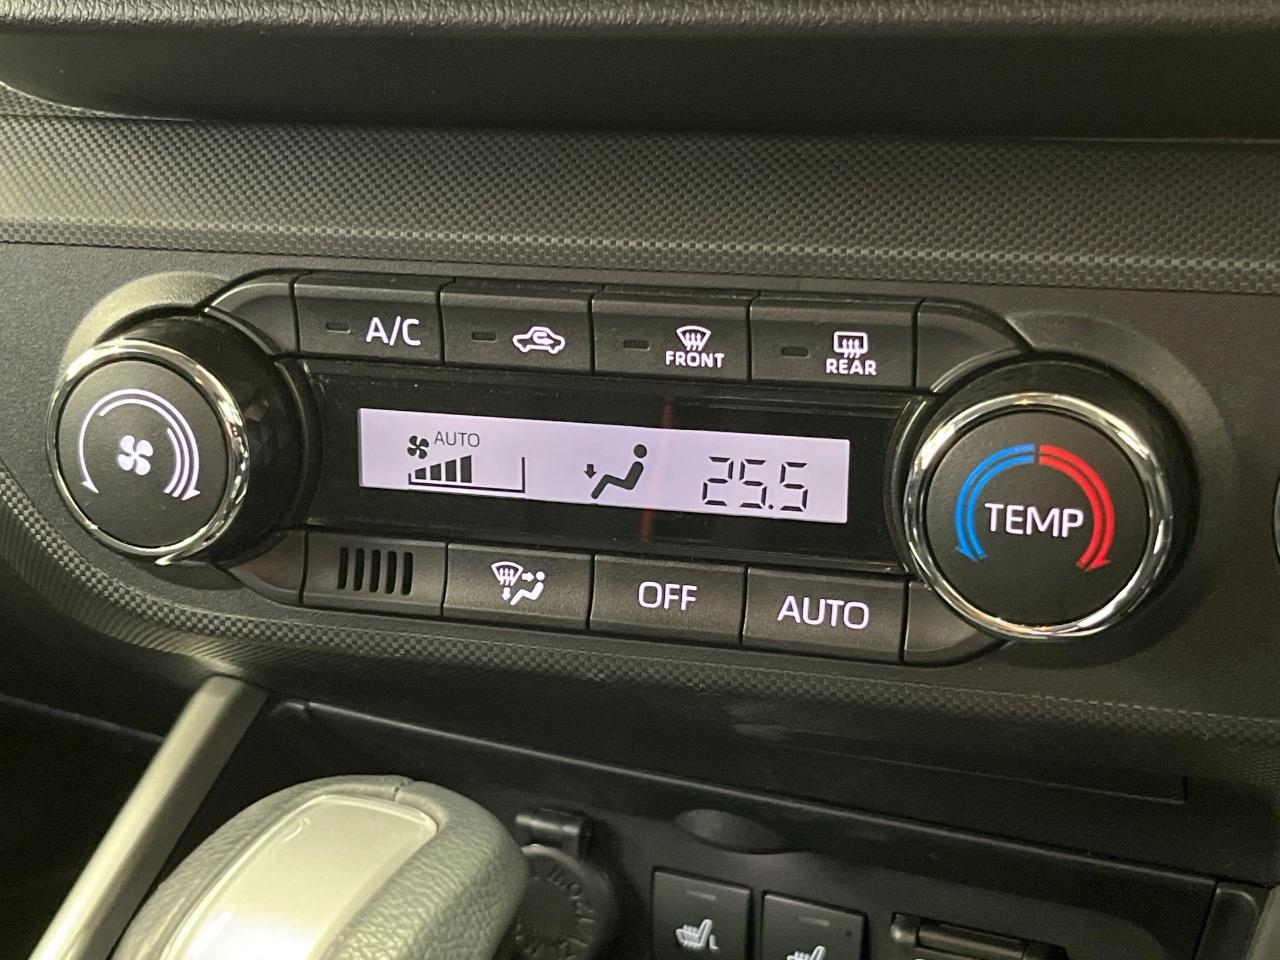 A/C
FRONT
REAR
AUTO
25.5
TEMP
OFF
AUTO
L